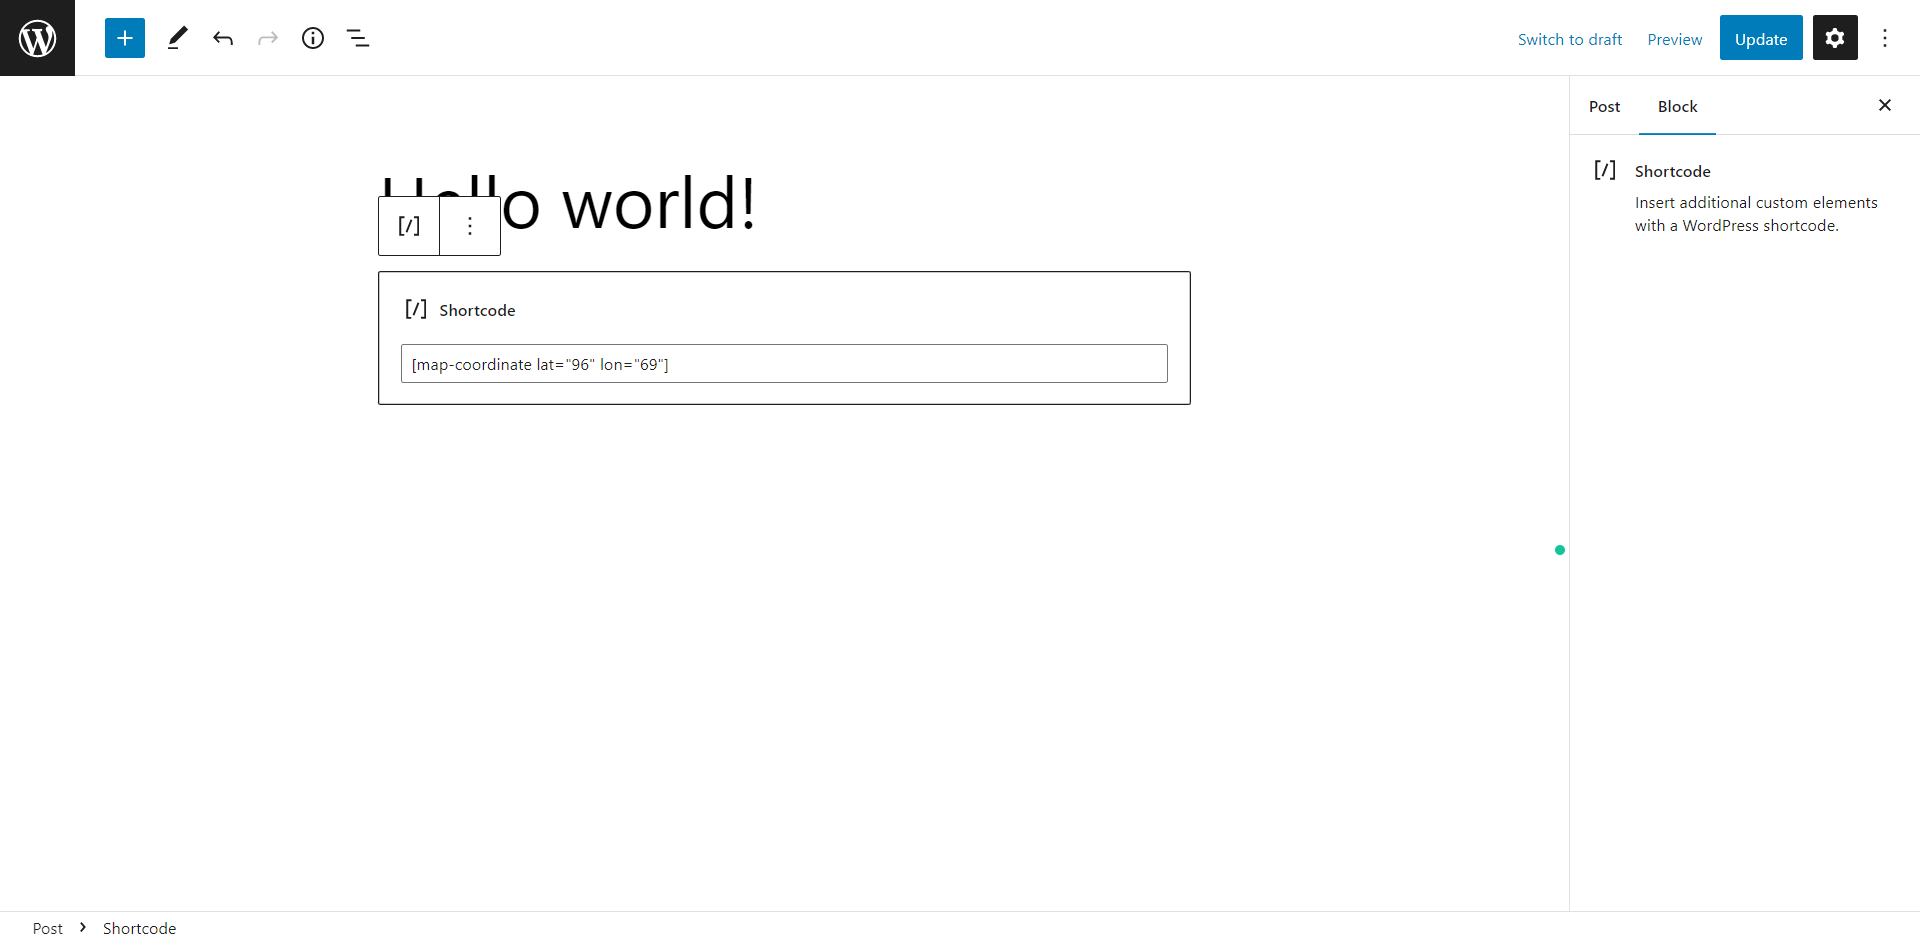 Switch to draft
Preview
Update
Post
Block
Shortcode
Insert additional custom elements
with a WordPress shortcode.
Hello world!
Shortcode
[map-coordinate lat="96" lon="69"]
Post
Shortcode